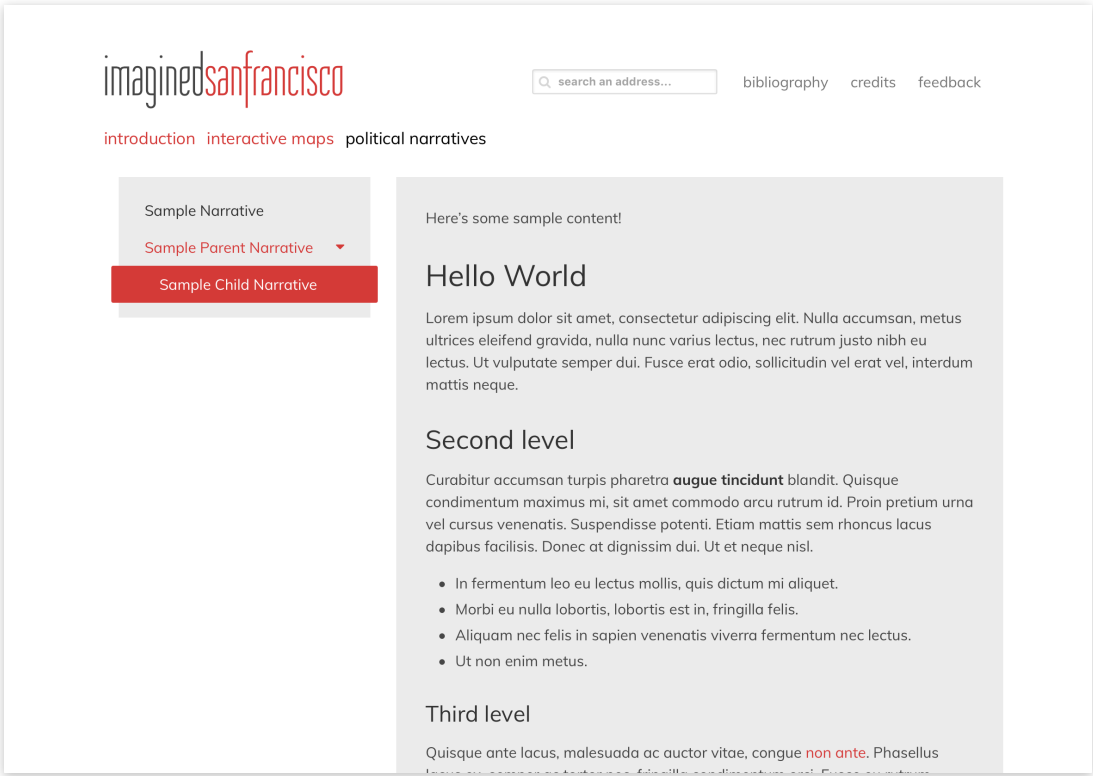 imaginedsanfrancisco
search an address...
bibliography credits feedback
introduction interactive maps political narratives
Sample Narrative
Sample Parent Narrative
Sample Child Narrative
Here's some sample content!
Hello World
Lorem ipsum dolor sit amet, consectetur adipiscing elit. Nulla accumsan, metus
ultrices eleifend gravida, nulla nunc varius lectus, nec rutrum justo nibh eu
lectus. Ut vulputate semper dui. Fusce erat odio, sollicitudin vel erat vel, interdum
mattis neque.
Second level
Curabitur accumsan turpis pharetra augue tincidunt blandit. Quisque
condimentum maximus mi, sit amet commodo arcu rutrum id. Proin pretium urna
vel cursus venenatis. Suspendisse potenti. Etiam mattis sem rhoncus lacus
dapibus facilisis. Donec at dignissim dui. Ut et neque nisl.
• In fermentum leo eu lectus mollis, quis dictum mi aliquet.
• Morbi eu nulla lobortis, lobortis est in, fringilla felis.
• Aliquam nec felis in sapien venenatis viverra fermentum nec lectus.
• Ut non enim metus.
Third level
Quisque ante lacus, malesuada ac auctor vitae, congue non ante. Phasellus